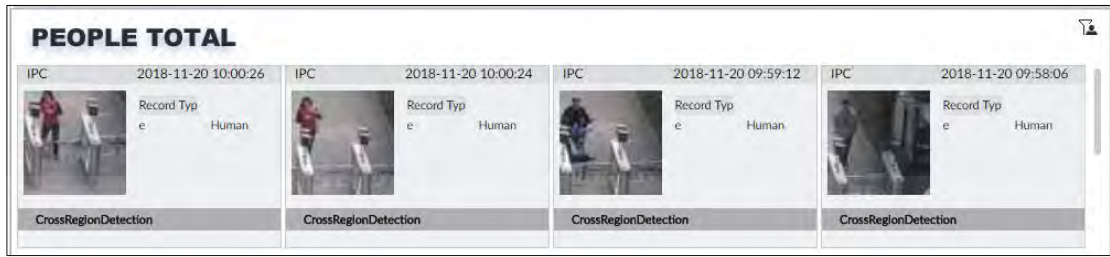 PEOPLE TOTAL
IPC 2018-11-20 10:00:26
Record Typ
e Human
CrossRegionDetection
IPC 2018-11-20 10:00:24
Record Typ
e Human
CrossRegionDetection
IPC 2018-11-20 09:59:12
Record Typ
e Human
CrossRegionDetection
IPC 2018-11-20 09:58:06
Record Typ
e Human
CrossRegionDetection